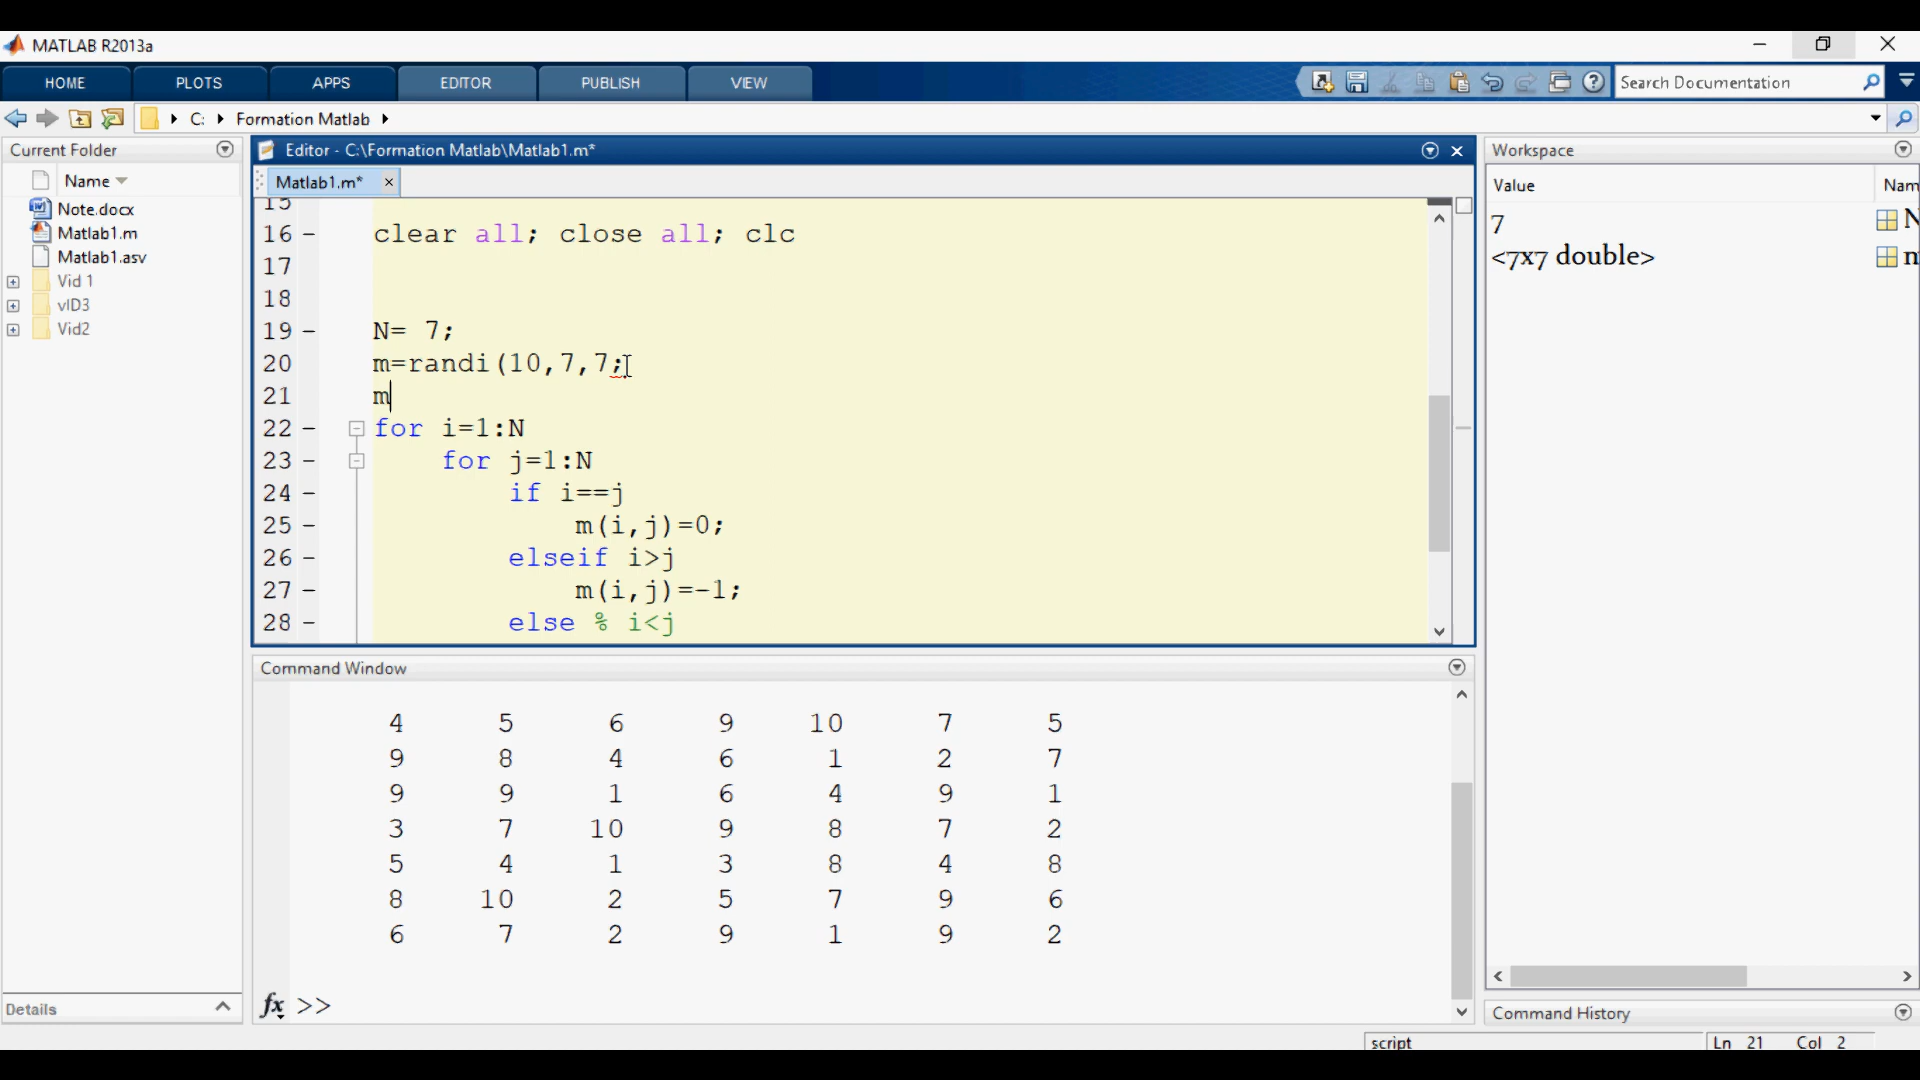 MATLAB R2013a
HOME PLOTS APPS EDITOR PUBLISH VIEW
Search Documentation
C: Formation Matlab
Current Folder
Name
Note.docx
Matlab1.m
Matlab1.asv
Vid 1
vID3
Vid2
Details
Editor - C:\Formation Matlab\Matlab1.m*
Matlab1.m*
15
16 - clear all; close all; clc
17
18
19 - N= 7;
20 m=randi(10,7,7;
21 m
22 - for i=1:N
23 - for j=1:N
24 - if i==j
25 - m(i,j)=0;
26 - elseif i>j
27 - m(i,j)=-1;
28 - else % i<j
Command Window
4 5 6 9 10 7 5
9 8 4 6 1 2 7
9 9 1 6 4 9 1
3 7 10 9 8 7 2
5 4 1 3 8 4 8
8 10 2 5 7 9 6
6 7 2 9 1 9 2
fx >>
Workspace
Value Nam
7 N
<7x7 double> m
Command History
script Ln 21 Col 2